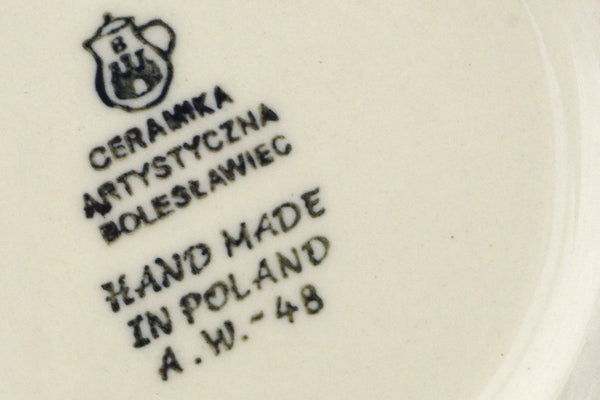 B
CERAMIKA
ARTYSTYCZNA
BOLESŁAWIEC
HAND MADE
IN POLAND
A.W.-48